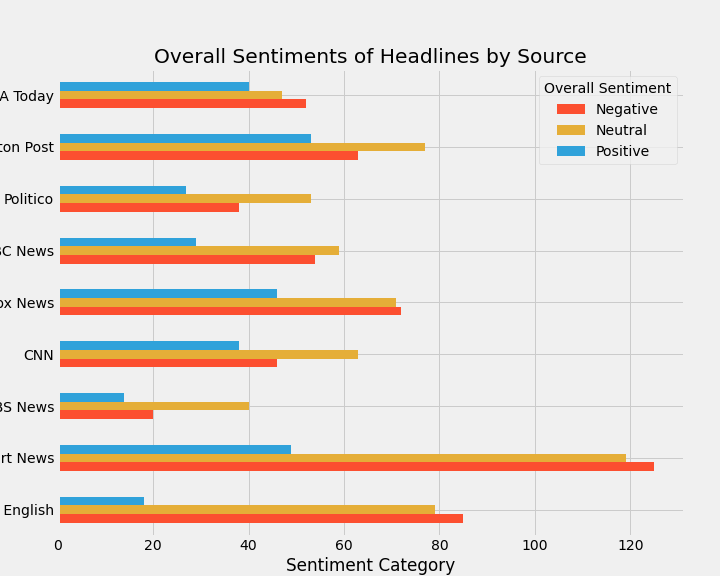 Overall Sentiments of Headlines by Source
Overall Sentiment
Negative
Neutral
Positive
A Today
ton Post
Politico
C News
ox News
CNN
S News
rt News
English
0 20 40 60 80 100 120
Sentiment Category